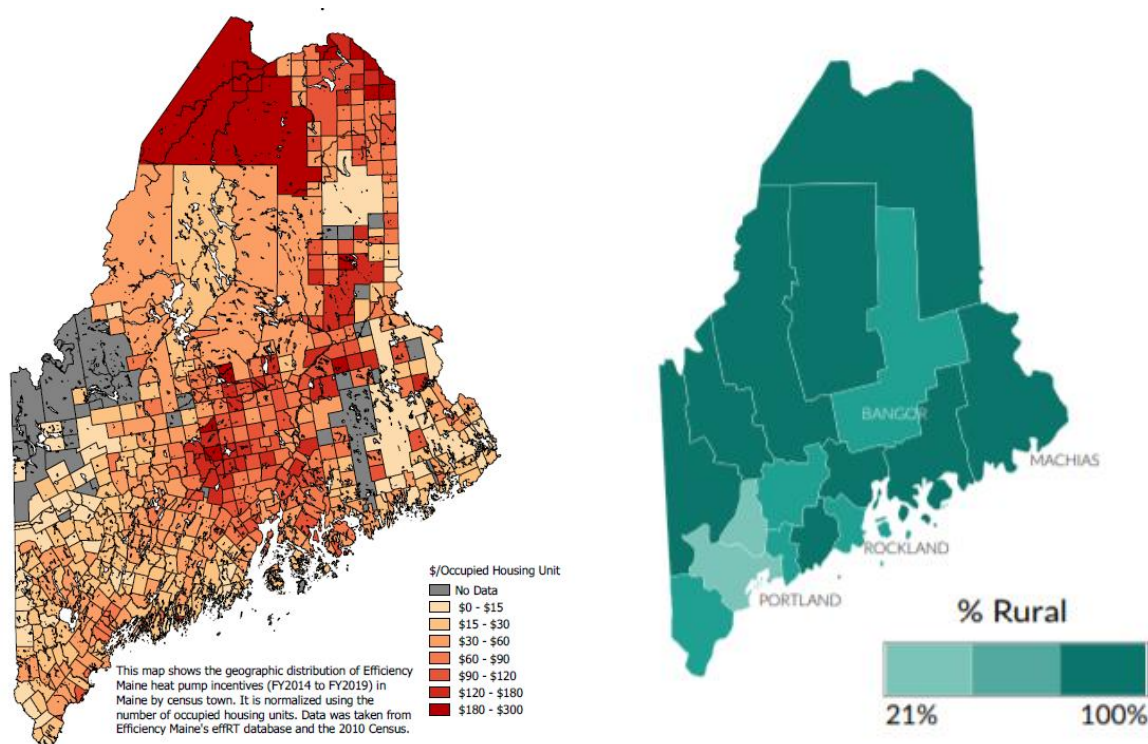 $/Occupied Housing Unit
No Data
$0 - $15
$15 - $30
$30 - $60
$60 - $90
$90 - $120
$120 - $180
$180 - $300
This map shows the geographic distribution of Efficiency
Maine heat pump incentives (FY2014 to FY2019) in
Maine by census town. It is normalized using the
number of occupied housing units. Data was taken from
Efficiency Maine's effRT database and the 2010 Census.
BANGOR
MACHIAS
ROCKLAND
PORTLAND
% Rural
21% 100%